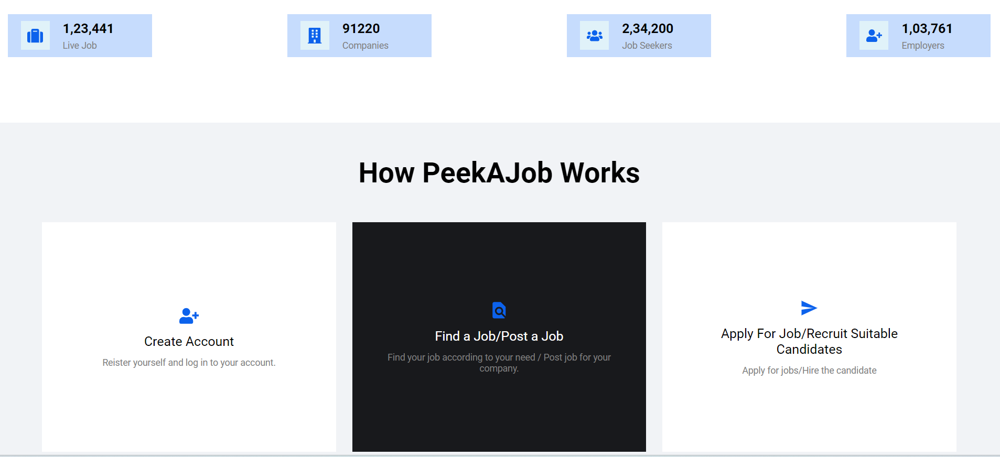 1,23,441
Live Job
91220
Companies
2,34,200
Job Seekers
1,03,761
Employers
How PeekAJob Works
Create Account
Reister yourself and log in to your account.
Find a Job/Post a Job
Find your job according to your need / Post job for your
company.
Apply For Job/Recruit Suitable
Candidates
Apply for jobs/Hire the candidate